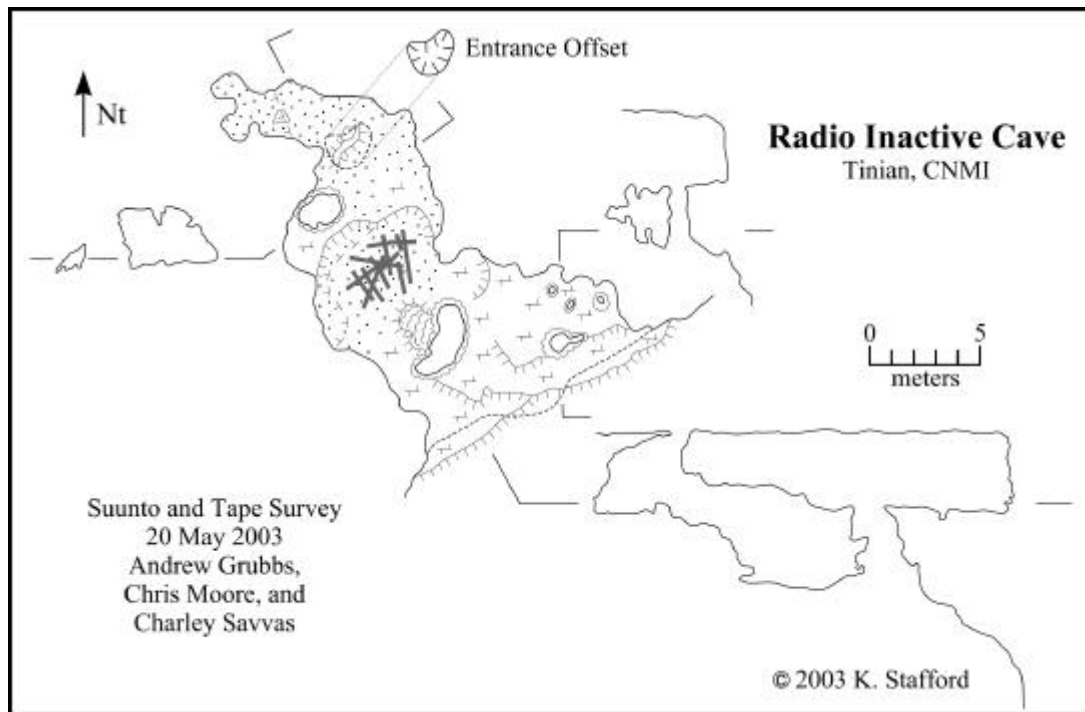 Entrance Offset
Nt
Radio Inactive Cave
Tinian, CNMI
0 5
meters
Suunto and Tape Survey
20 May 2003
Andrew Grubbs,
Chris Moore, and
Charley Savvas
© 2003 K. Stafford